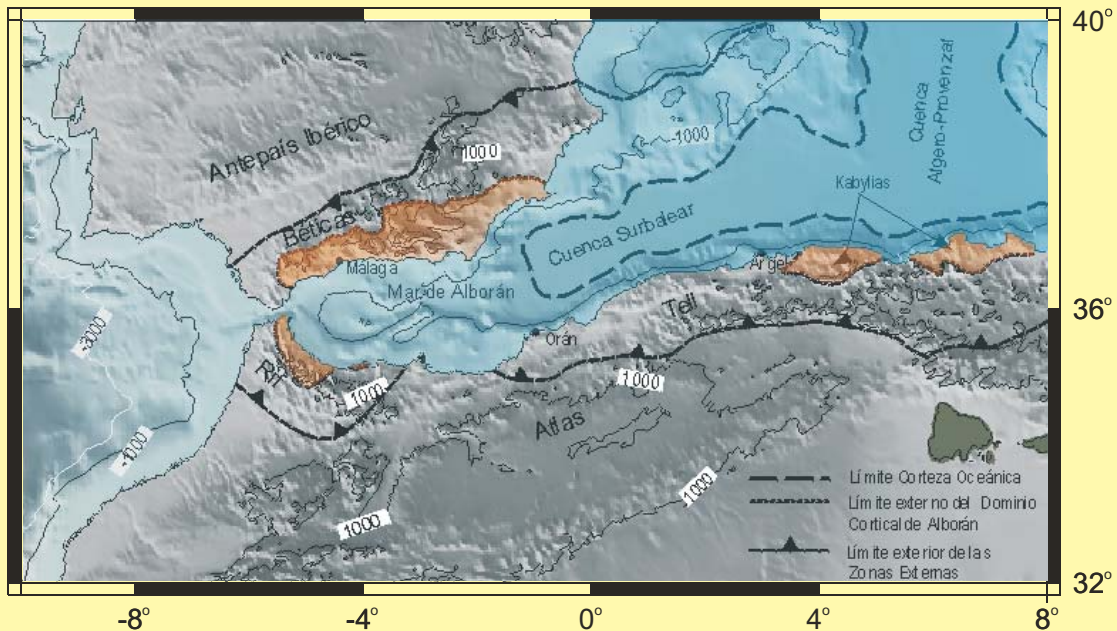 40°
Antepaís Ibérico
1000
-1000
Cuenca
Algero-Provenzal
Kabylias
Béticas
Cuenca Surbalear
Málaga
Argel
Mar de Alborán
36°
Tell
Orán
-3000
Rif
1000
1000
Atlas
-1000
1000
1000
Límite Corteza Oceánica
Límite externo del Dominio
Cortical de Alborán
Límite exterior de las
Zonas Externas
32°
-8°
-4°
0°
4°
8°